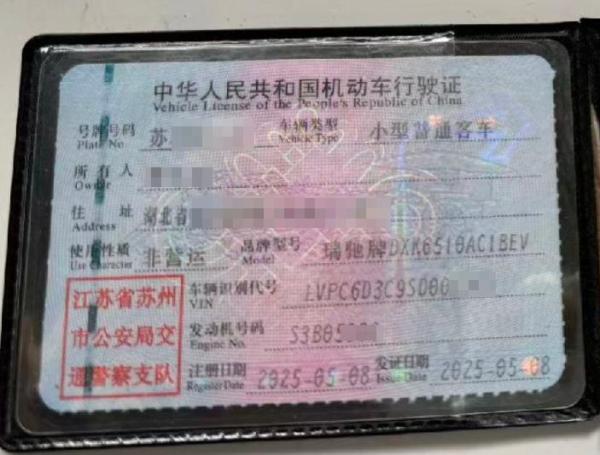 中华人民共和国机动车行驶证
Vehicle License of the People's Republic of China
号牌号码 苏 车辆类型 小型普通客车
Plate No. Vehicle Type
所有人
Owner
住址 湖北省
Address
使用性质 非营运 品牌型号 瑞驰牌DXK6510AC1BEV
Use Character Model
车辆识别代号 LVPC6D3C9SD00
VIN
发动机号码 S3B05
Engine No.
注册日期 2025-05-08 发证日期 2025-05-08
Register Date Issue Date
江苏省苏州
市公安局交
通警察支队